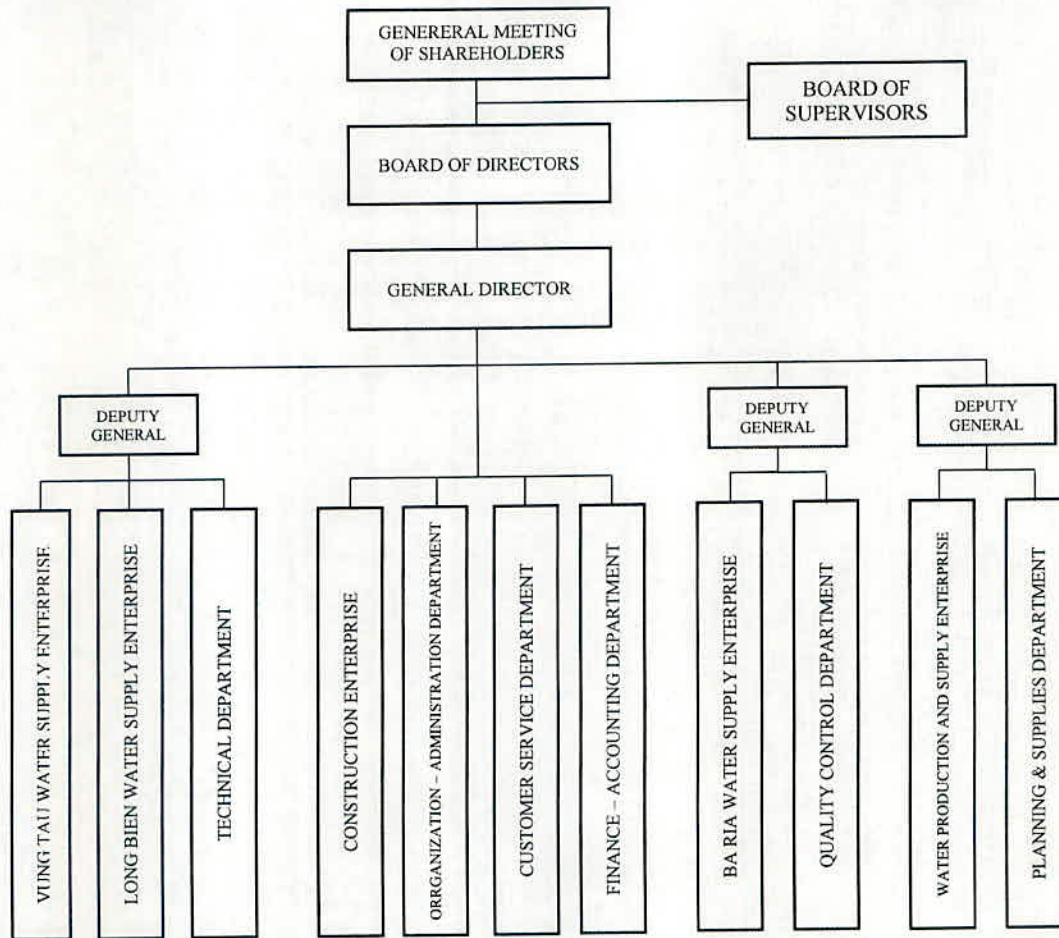 GENERERAL MEETING
OF SHAREHOLDERS
BOARD OF
SUPERVISORS
BOARD OF DIRECTORS
GENERAL DIRECTOR
DEPUTY
GENERAL
DEPUTY
GENERAL
DEPUTY
GENERAL
VUNG TAU WATER SUPPLY ENTERPRISE
LONG BIEN WATER SUPPLY ENTERPRISE
TECHNICAL DEPARTMENT
CONSTRUCTION ENTERPRISE
ORRGANIZATION – ADMINISTRATION DEPARTMENT
CUSTOMER SERVICE DEPARTMENT
FINANCE – ACCOUNTING DEPARTMENT
BA RIA WATER SUPPLY ENTERPRISE
QUALITY CONTROL DEPARTMENT
WATER PRODUCTION AND SUPPLY ENTERPRISE
PLANNING & SUPPLIES DEPARTMENT